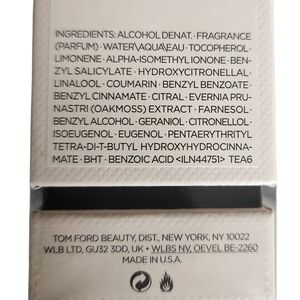 INGREDIENTS: ALCOHOL DENAT. · FRAGRANCE
(PARFUM) · WATER\AQUA\EAU · TOCOPHEROL ·
LIMONENE · ALPHA-ISOMETHYL IONONE · BEN-
ZYL SALICYLATE · HYDROXYCITRONELLAL ·
LINALOOL · COUMARIN · BENZYL BENZOATE ·
BENZYL CINNAMATE · CITRAL · EVERNIA PRU-
NASTRI (OAKMOSS) EXTRACT · FARNESOL ·
BENZYL ALCOHOL · GERANIOL · CITRONELLOL ·
ISOEUGENOL · EUGENOL · PENTAERYTHRITYL
TETRA-DI-T-BUTYL HYDROXYHYDROCINNA-
MATE · BHT · BENZOIC ACID <ILN44751> TEA6
TOM FORD BEAUTY, DIST., NEW YORK, NY 10022
WLB LTD, GU32 3DD, UK • WLBS NV, OEVEL BE-2260
MADE IN U.S.A.